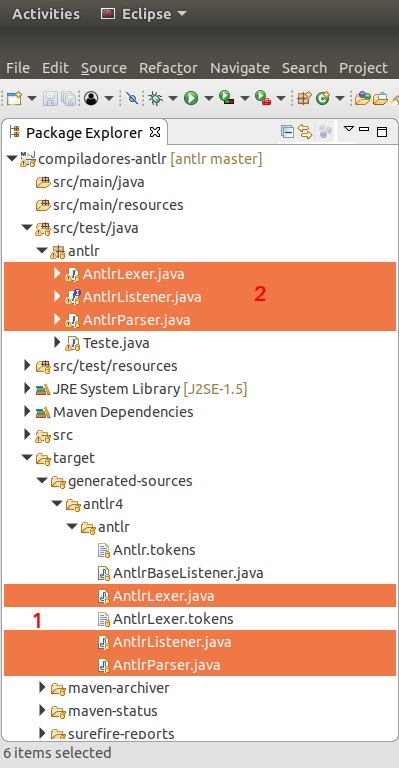 Activities Eclipse
File Edit Source Refactor Navigate Search Project
Package Explorer
compiladores-antlr [antlr master]
src/main/java
src/main/resources
src/test/java
antlr
AntlrLexer.java
AntlrListener.java 2
AntlrParser.java
Teste.java
src/test/resources
JRE System Library [J2SE-1.5]
Maven Dependencies
src
target
generated-sources
antlr4
antlr
Antlr.tokens
AntlrBaseListener.java
AntlrLexer.java
1 AntlrLexer.tokens
AntlrListener.java
AntlrParser.java
maven-archiver
maven-status
surefire-reports
6 items selected